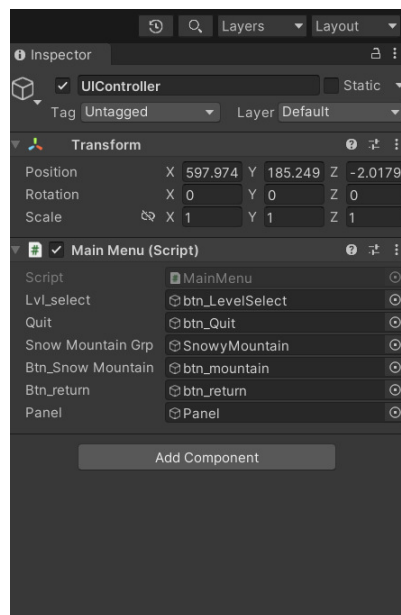 Layers Layout
Inspector
UIController Static
Tag Untagged Layer Default
Transform
Position X 597.974 Y 185.249 Z -2.0179
Rotation X 0 Y 0 Z 0
Scale X 1 Y 1 Z 1
# Main Menu (Script)
Script # MainMenu
Lvl_select btn_LevelSelect
Quit btn_Quit
Snow Mountain Grp SnowyMountain
Btn_Snow Mountain btn_mountain
Btn_return btn_return
Panel Panel
Add Component